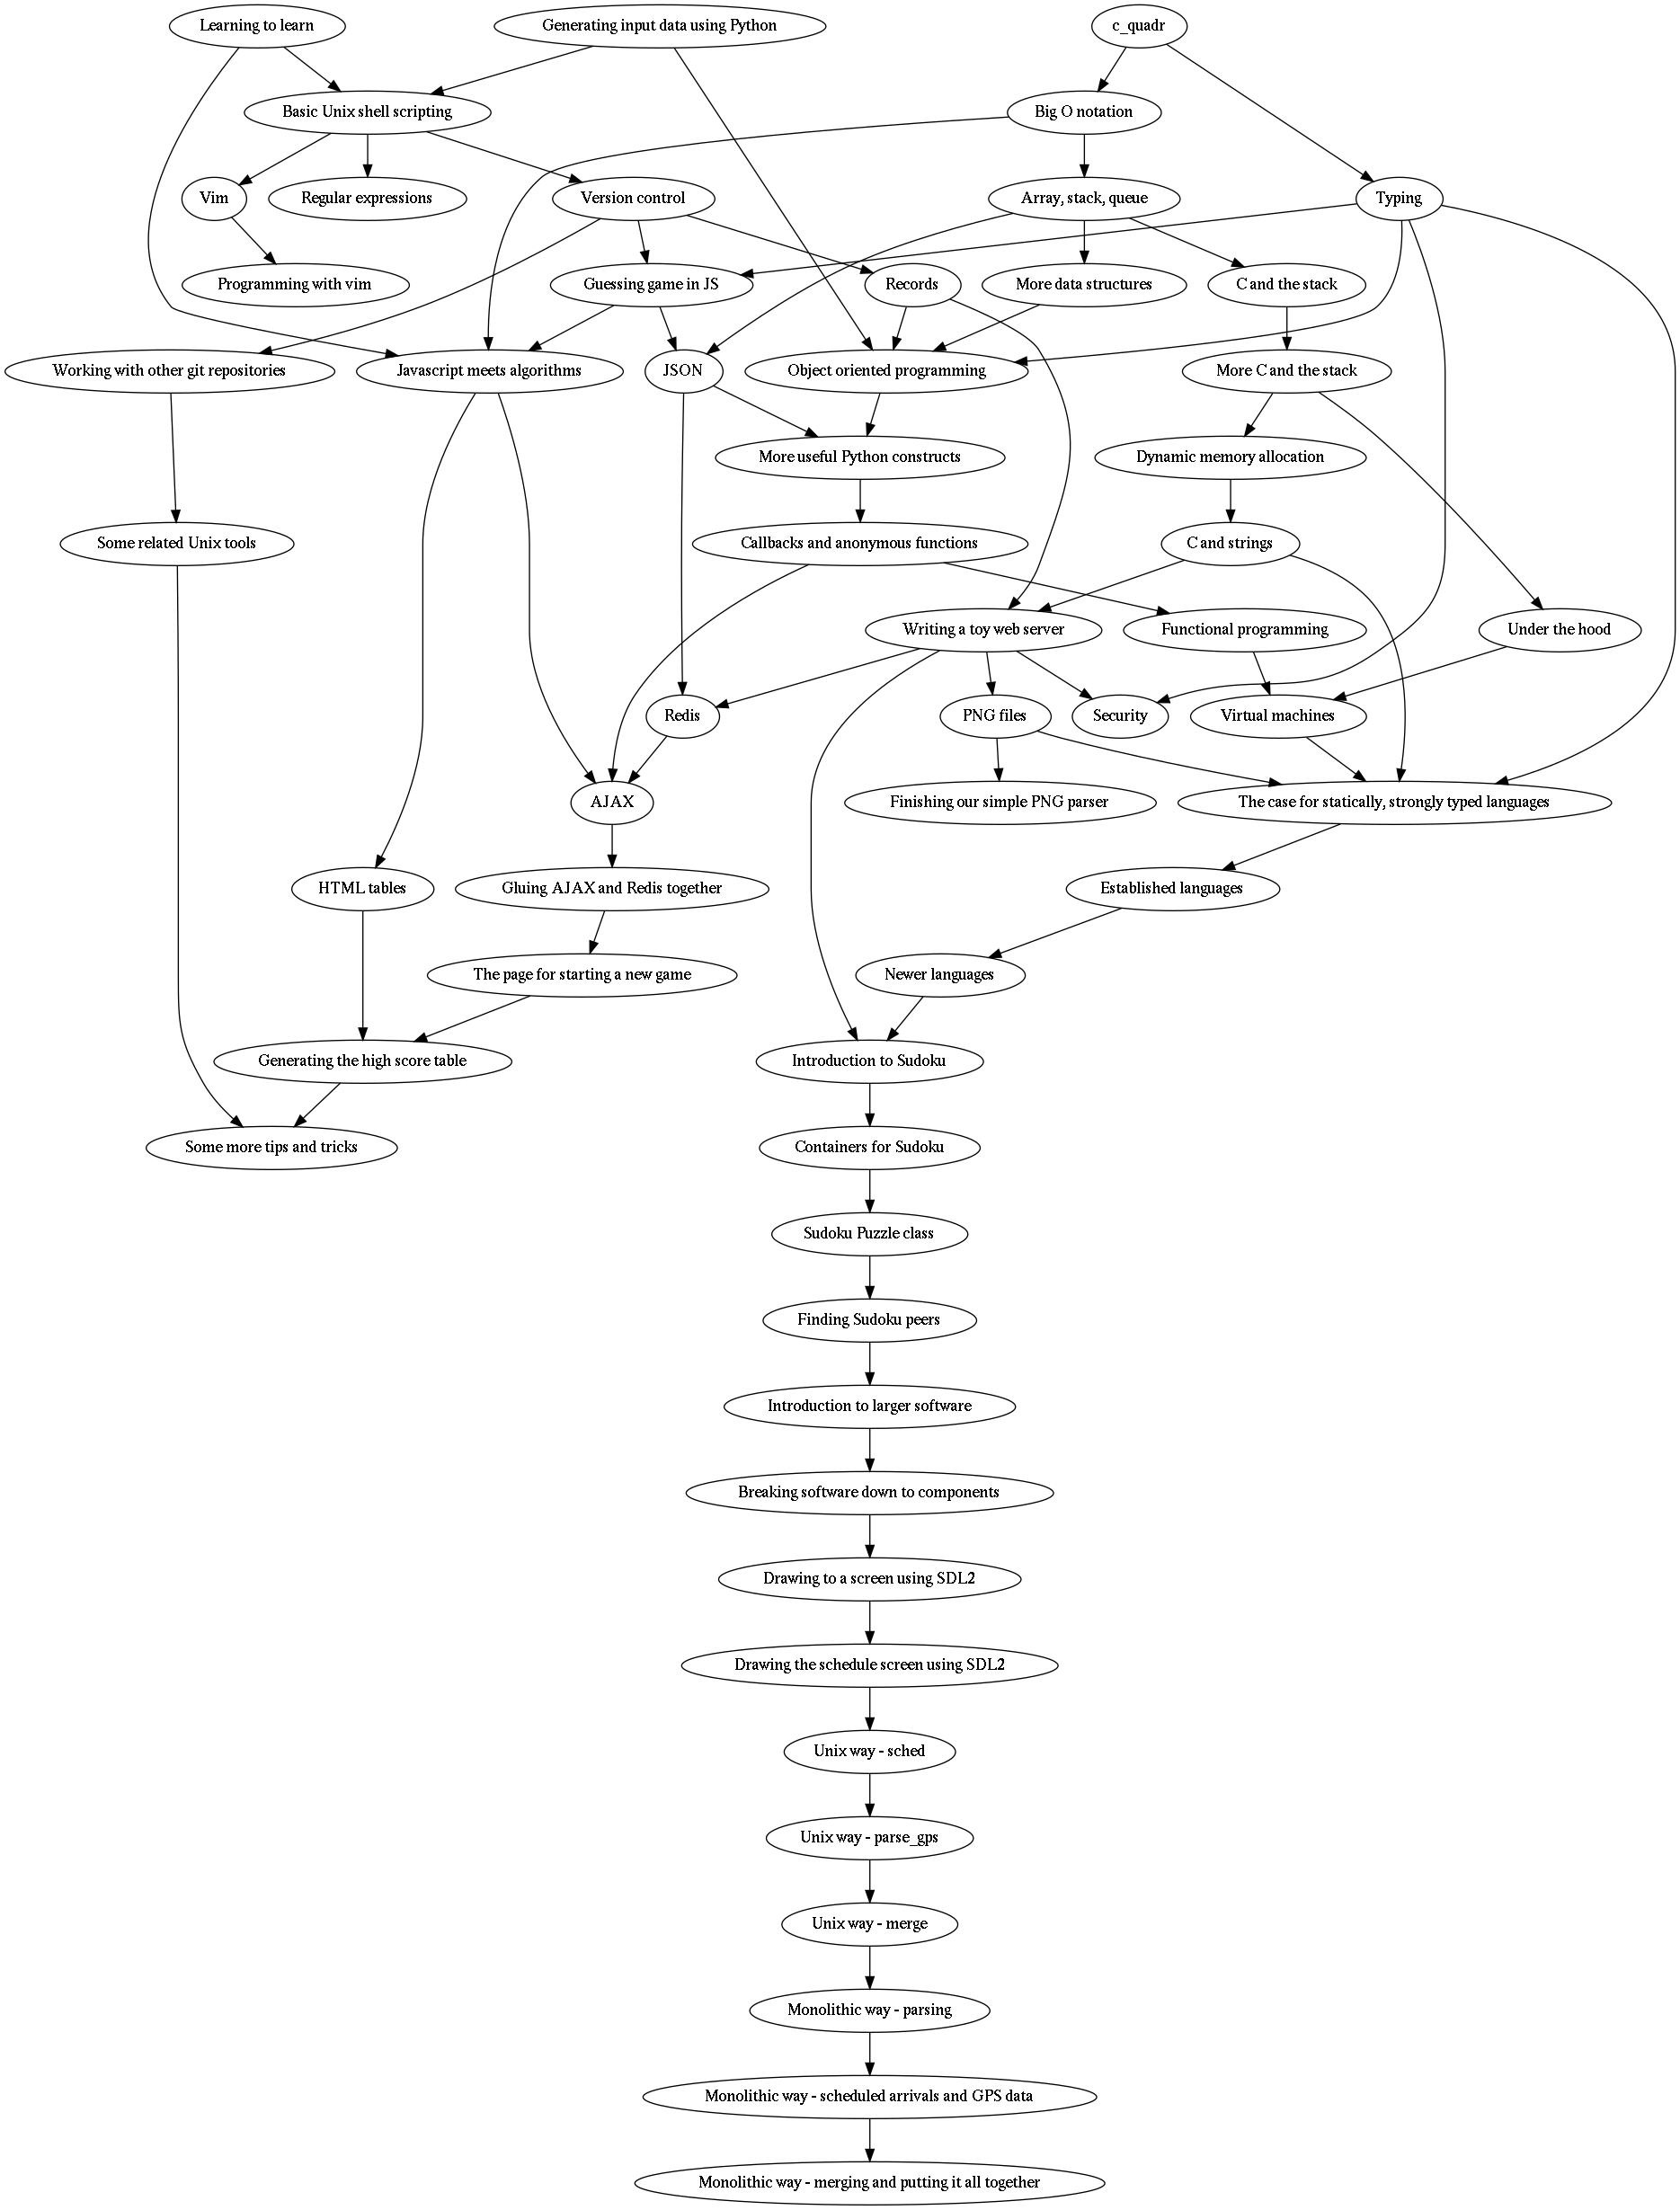 Learning to learn
Generating input data using Python
c_quadr
Basic Unix shell scripting
Big O notation
Vim
Regular expressions
Version control
Array, stack, queue
Typing
Programming with vim
Guessing game in JS
Records
More data structures
C and the stack
Working with other git repositories
Javascript meets algorithms
JSON
Object oriented programming
More C and the stack
More useful Python constructs
Dynamic memory allocation
Some related Unix tools
Callbacks and anonymous functions
C and strings
Writing a toy web server
Functional programming
Under the hood
Redis
PNG files
Security
Virtual machines
AJAX
Finishing our simple PNG parser
The case for statically, strongly typed languages
HTML tables
Gluing AJAX and Redis together
Established languages
The page for starting a new game
Newer languages
Generating the high score table
Introduction to Sudoku
Some more tips and tricks
Containers for Sudoku
Sudoku Puzzle class
Finding Sudoku peers
Introduction to larger software
Breaking software down to components
Drawing to a screen using SDL2
Drawing the schedule screen using SDL2
Unix way - sched
Unix way - parse_gps
Unix way - merge
Monolithic way - parsing
Monolithic way - scheduled arrivals and GPS data
Monolithic way - merging and putting it all together